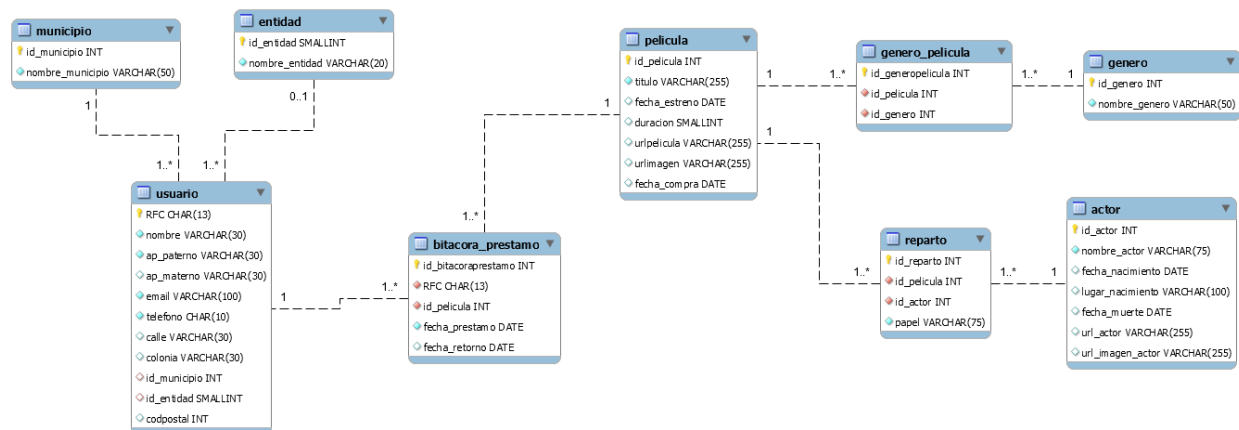 municipio
id_municipio INT
nombre_municipio VARCHAR(50)
entidad
id_entidad SMALLINT
nombre_entidad VARCHAR(20)
1
0..1
1..*
1..*
usuario
RFC CHAR(13)
nombre VARCHAR(30)
ap_paterno VARCHAR(30)
ap_materno VARCHAR(30)
email VARCHAR(100)
telefono CHAR(10)
calle VARCHAR(30)
colonia VARCHAR(30)
id_municipio INT
id_entidad SMALLINT
codpostal INT
1
1..*
bitacora_prestamo
id_bitacoraprestamo INT
RFC CHAR(13)
id_pelicula INT
fecha_prestamo DATE
fecha_retorno DATE
1..*
1
pelicula
id_pelicula INT
titulo VARCHAR(255)
fecha_estreno DATE
duracion SMALLINT
urlpelicula VARCHAR(255)
urlimagen VARCHAR(255)
fecha_compra DATE
1
1..*
genero_pelicula
id_generopelicula INT
id_pelicula INT
id_genero INT
1..*
1
genero
id_genero INT
nombre_genero VARCHAR(50)
1
1..*
reparto
id_reparto INT
id_pelicula INT
id_actor INT
papel VARCHAR(75)
1..*
1
actor
id_actor INT
nombre_actor VARCHAR(75)
fecha_nacimiento DATE
lugar_nacimiento VARCHAR(100)
fecha_muerte DATE
url_actor VARCHAR(255)
url_imagen_actor VARCHAR(255)